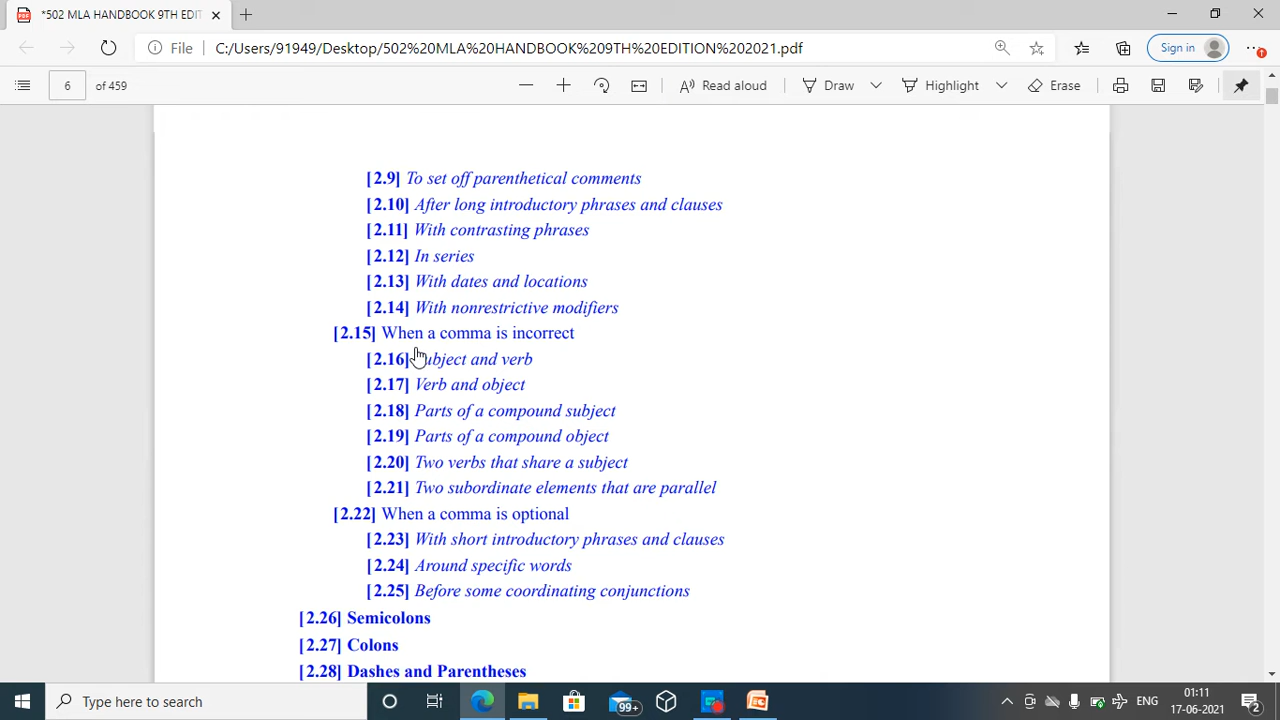 *502 MLA HANDBOOK 9TH EDIT
File C:/Users/91949/Desktop/502%20MLA%20HANDBOOK%209TH%20EDITION%202021.pdf Sign in
6 of 459 Read aloud Draw Highlight Erase
[2.9] To set off parenthetical comments
[2.10] After long introductory phrases and clauses
[2.11] With contrasting phrases
[2.12] In series
[2.13] With dates and locations
[2.14] With nonrestrictive modifiers
[2.15] When a comma is incorrect
[2.16] Subject and verb
[2.17] Verb and object
[2.18] Parts of a compound subject
[2.19] Parts of a compound object
[2.20] Two verbs that share a subject
[2.21] Two subordinate elements that are parallel
[2.22] When a comma is optional
[2.23] With short introductory phrases and clauses
[2.24] Around specific words
[2.25] Before some coordinating conjunctions
[2.26] Semicolons
[2.27] Colons
[2.28] Dashes and Parentheses
Type here to search 99+ ENG 01:11
17-06-2021 2